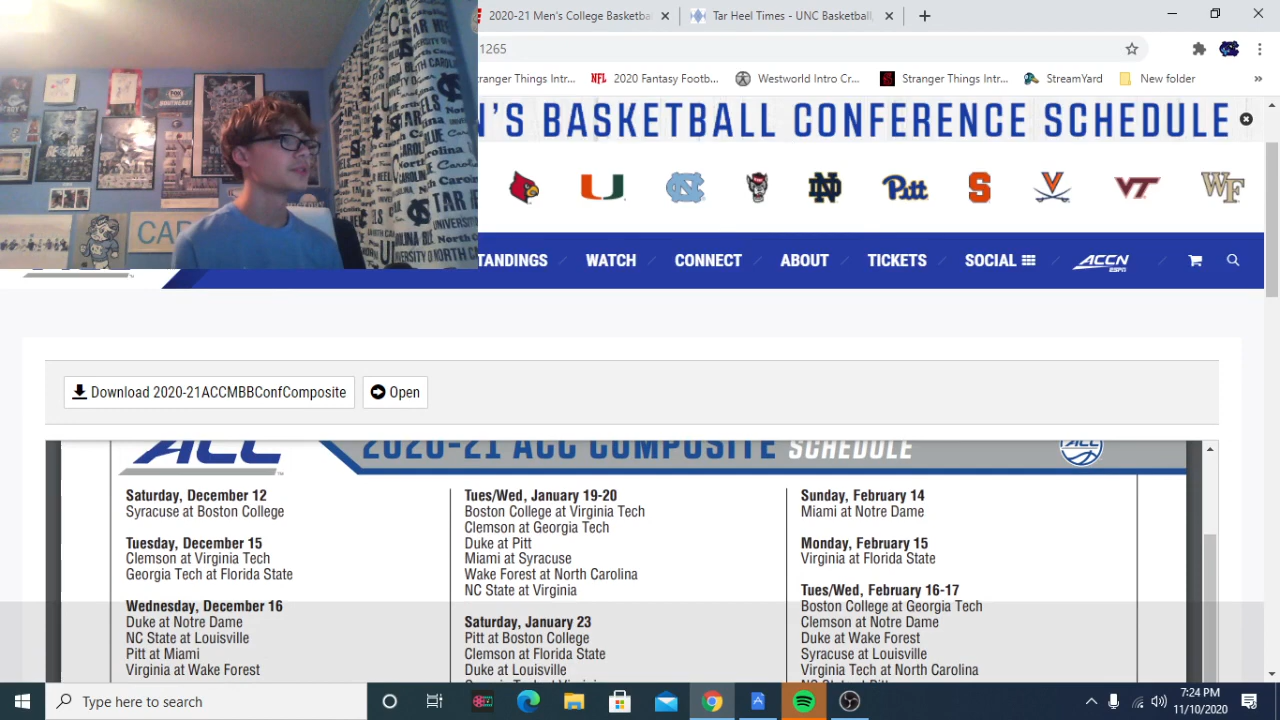 2020-21 Men's College Basketba
Tar Heel Times - UNC Basketball,
1265
tranger Things Intr...
NFL 2020 Fantasy Footb...
Westworld Intro Cr...
Stranger Things Intr...
StreamYard
New folder
N'S BASKETBALL CONFERENCE SCHEDULE
U NC ND Pitt S V VT WF
TANDINGS / WATCH / CONNECT / ABOUT / TICKETS / SOCIAL ACCN
ESPN
Download 2020-21ACCMBBConfComposite
Open
ACC 2020-21 ACC COMPOSITE SCHEDULE ACC
Saturday, December 12
Syracuse at Boston College
Tuesday, December 15
Clemson at Virginia Tech
Georgia Tech at Florida State
Wednesday, December 16
Duke at Notre Dame
NC State at Louisville
Pitt at Miami
Virginia at Wake Forest
Tues/Wed, January 19-20
Boston College at Virginia Tech
Clemson at Georgia Tech
Duke at Pitt
Miami at Syracuse
Wake Forest at North Carolina
NC State at Virginia
Saturday, January 23
Pitt at Boston College
Clemson at Florida State
Duke at Louisville
Sunday, February 14
Miami at Notre Dame
Monday, February 15
Virginia at Florida State
Tues/Wed, February 16-17
Boston College at Georgia Tech
Clemson at Notre Dame
Duke at Wake Forest
Syracuse at Louisville
Virginia Tech at North Carolina
Type here to search
7:24 PM
11/10/2020